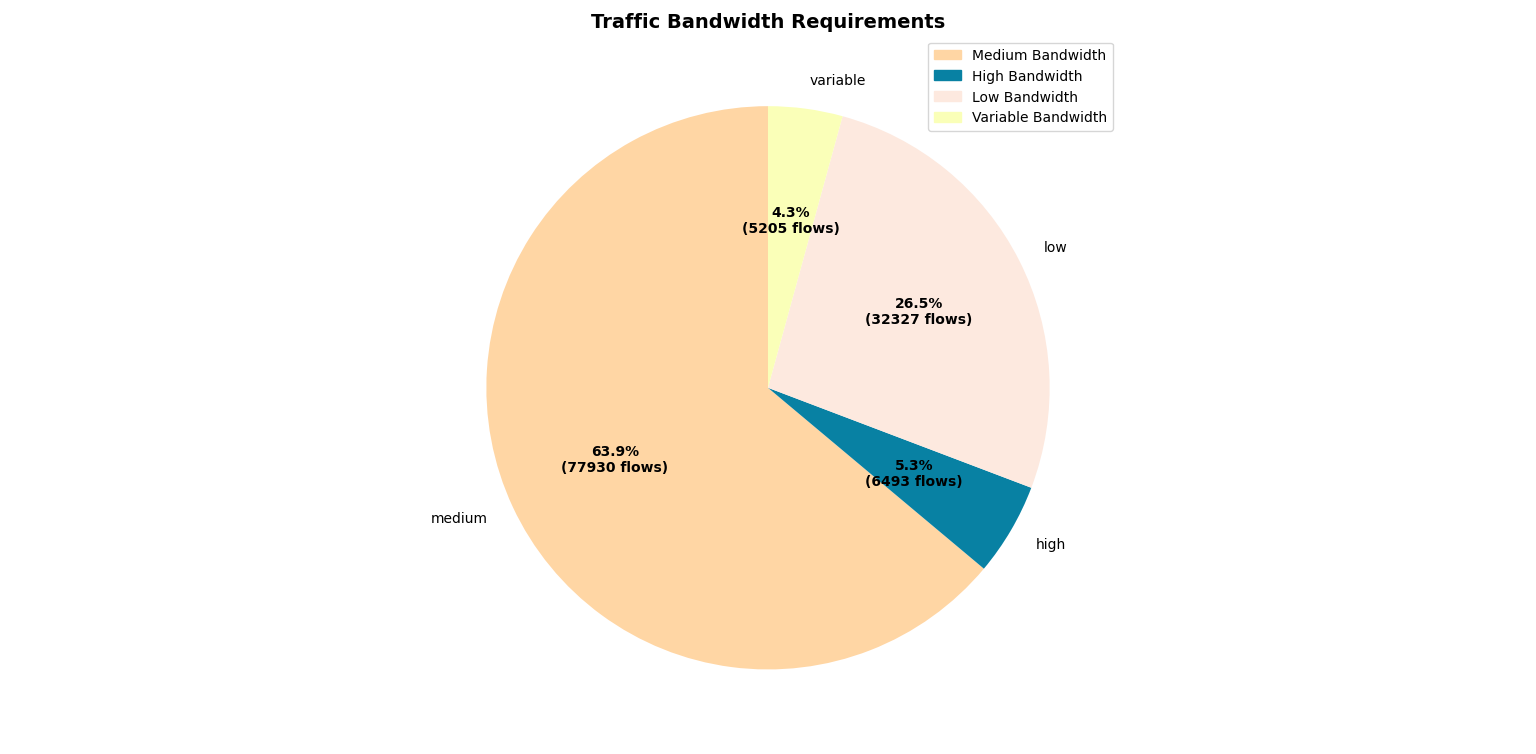 Traffic Bandwidth Requirements
Medium Bandwidth
High Bandwidth
Low Bandwidth
Variable Bandwidth
variable
4.3%
(5205 flows)
low
26.5%
(32327 flows)
63.9%
(77930 flows)
5.3%
(6493 flows)
medium
high